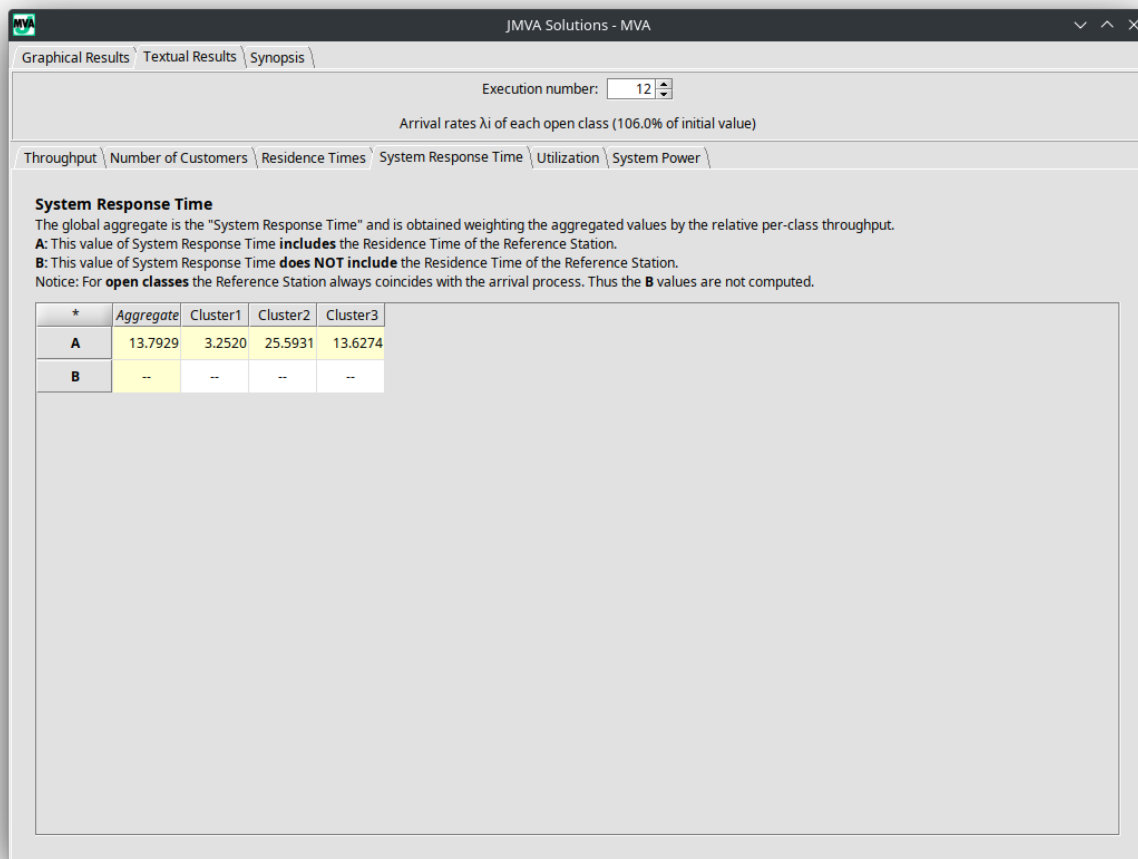 MVA
JMVA Solutions - MVA
Graphical Results Textual Results Synopsis
Execution number: 12
Arrival rates λi of each open class (106.0% of initial value)
Throughput Number of Customers Residence Times System Response Time Utilization System Power
System Response Time
The global aggregate is the "System Response Time" and is obtained weighting the aggregated values by the relative per-class throughput.
A: This value of System Response Time includes the Residence Time of the Reference Station.
B: This value of System Response Time does NOT include the Residence Time of the Reference Station.
Notice: For open classes the Reference Station always coincides with the arrival process. Thus the B values are not computed.
* Aggregate Cluster1 Cluster2 Cluster3
A 13.7929 3.2520 25.5931 13.6274
B -- -- -- --